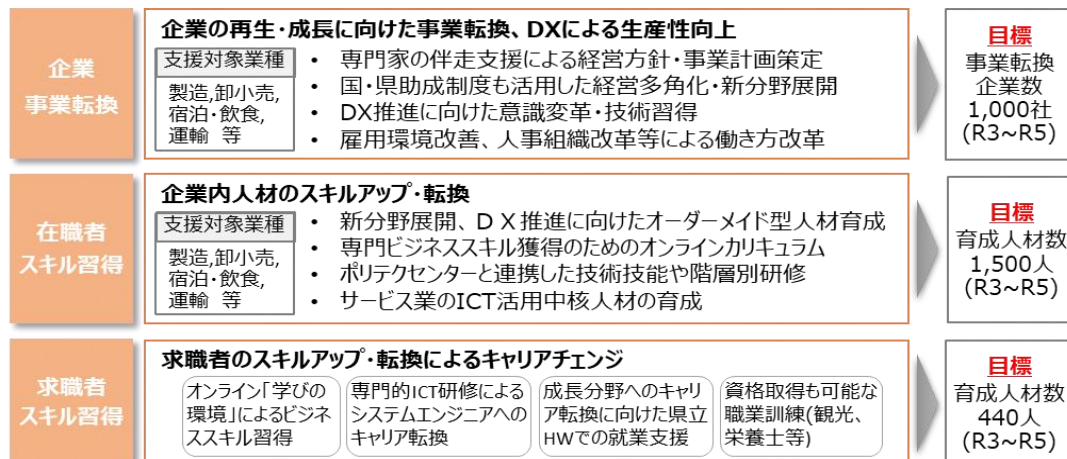 企業
事業転換
企業の再生・成長に向けた事業転換、DXによる生産性向上
支援対象業種
製造,卸小売,
宿泊・飲食,
運輸 等
• 専門家の伴走支援による経営方針・事業計画策定
• 国・県助成制度も活用した経営多角化・新分野展開
• DX推進に向けた意識変革・技術習得
• 雇用環境改善、人事組織改革等による働き方改革
目標
事業転換
企業数
1,000社
(R3~R5)
在職者
スキル習得
企業内人材のスキルアップ・転換
支援対象業種
製造,卸小売,
宿泊・飲食,
運輸 等
• 新分野展開、ＤＸ推進に向けたオーダーメイド型人材育成
• 専門ビジネススキル獲得のためのオンラインカリキュラム
• ポリテクセンターと連携した技術技能や階層別研修
• サービス業のICT活用中核人材の育成
目標
育成人材数
1,500人
(R3~R5)
求職者
スキル習得
求職者のスキルアップ・転換によるキャリアチェンジ
オンライン「学びの
環境」によるビジネ
ススキル習得
専門的ICT研修による
システムエンジニアへの
キャリア転換
成長分野へのキャリ
ア転換に向けた県立
HWでの就業支援
資格取得も可能な
職業訓練(観光、
栄養士等)
目標
育成人材数
440人
(R3~R5)